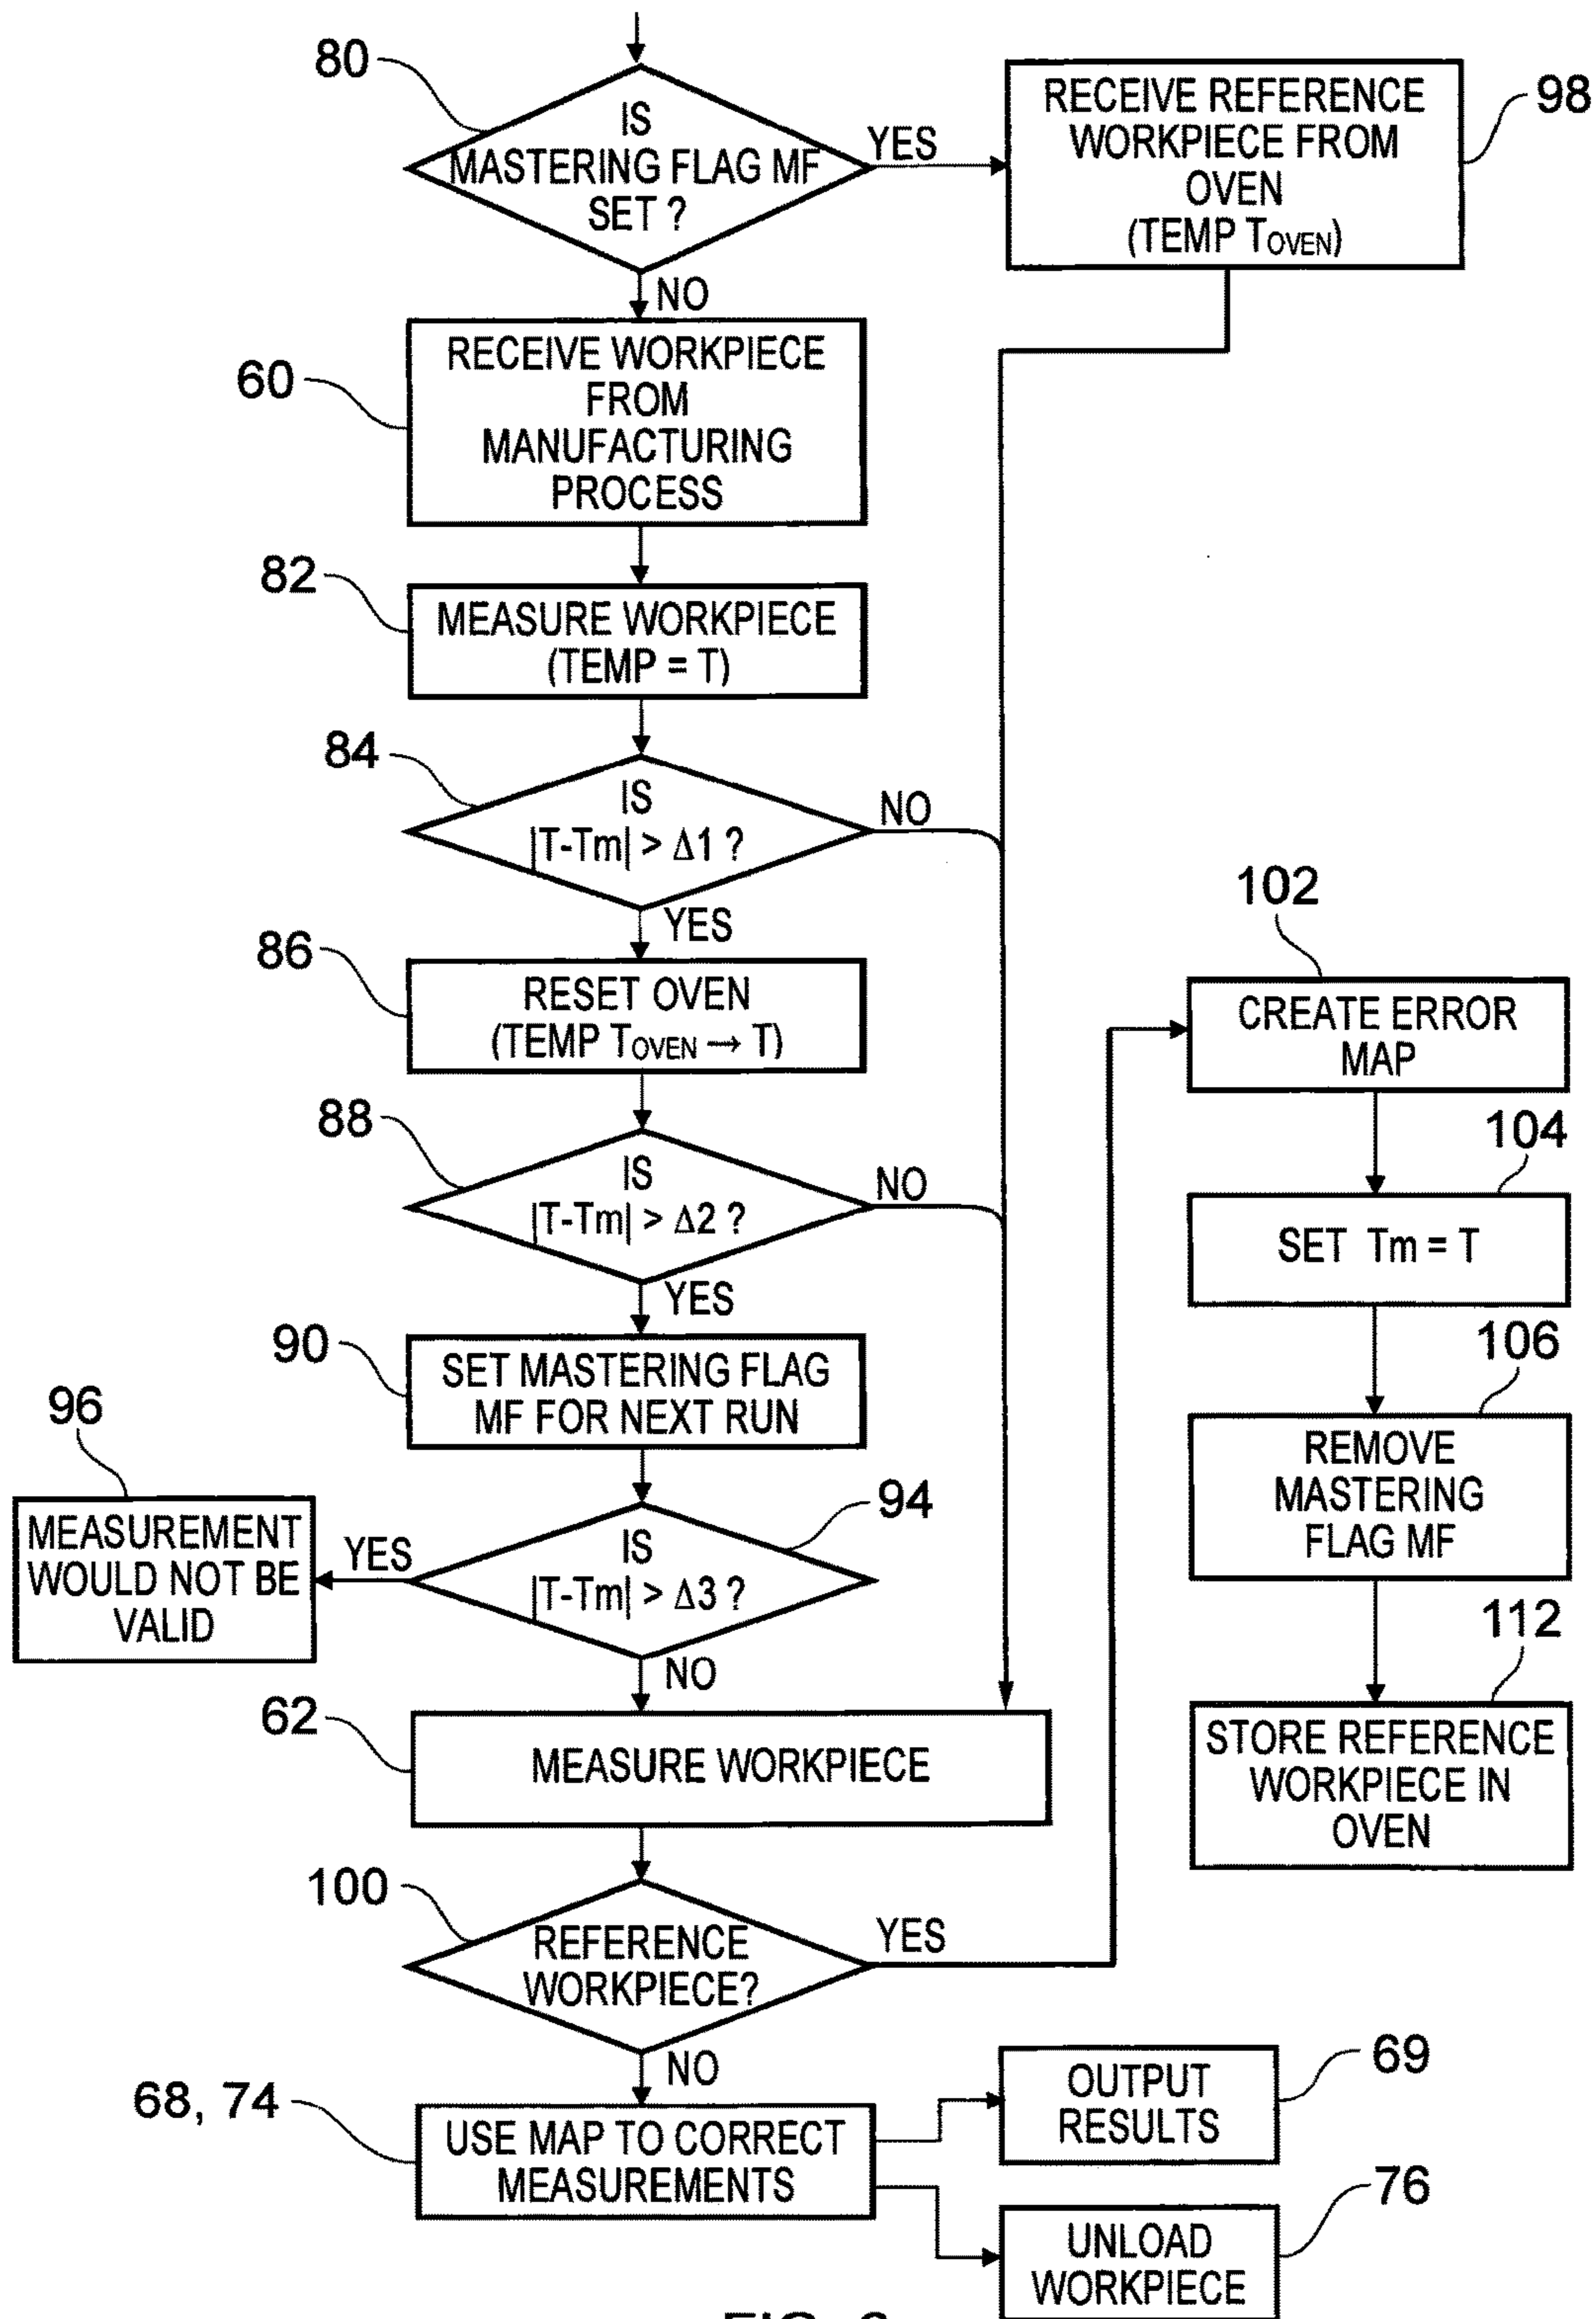 80
IS
MASTERING FLAG MF
SET ?
YES
RECEIVE REFERENCE
WORKPIECE FROM
OVEN
(TEMP TOVEN)
98
NO
60
RECEIVE WORKPIECE
FROM
MANUFACTURING
PROCESS
82
MEASURE WORKPIECE
(TEMP = T)
84
IS
|T-Tm| > Δ1 ?
NO
YES
86
RESET OVEN
(TEMP TOVEN → T)
88
IS
|T-Tm| > Δ2 ?
NO
YES
90
SET MASTERING FLAG
MF FOR NEXT RUN
96
MEASUREMENT
WOULD NOT BE
VALID
YES
94
IS
|T-Tm| > Δ3 ?
NO
62
MEASURE WORKPIECE
100
REFERENCE
WORKPIECE?
YES
NO
102
CREATE ERROR
MAP
104
SET Tm = T
106
REMOVE
MASTERING
FLAG MF
112
STORE REFERENCE
WORKPIECE IN
OVEN
68, 74
USE MAP TO CORRECT
MEASUREMENTS
OUTPUT
RESULTS
69
UNLOAD
WORKPIECE
76